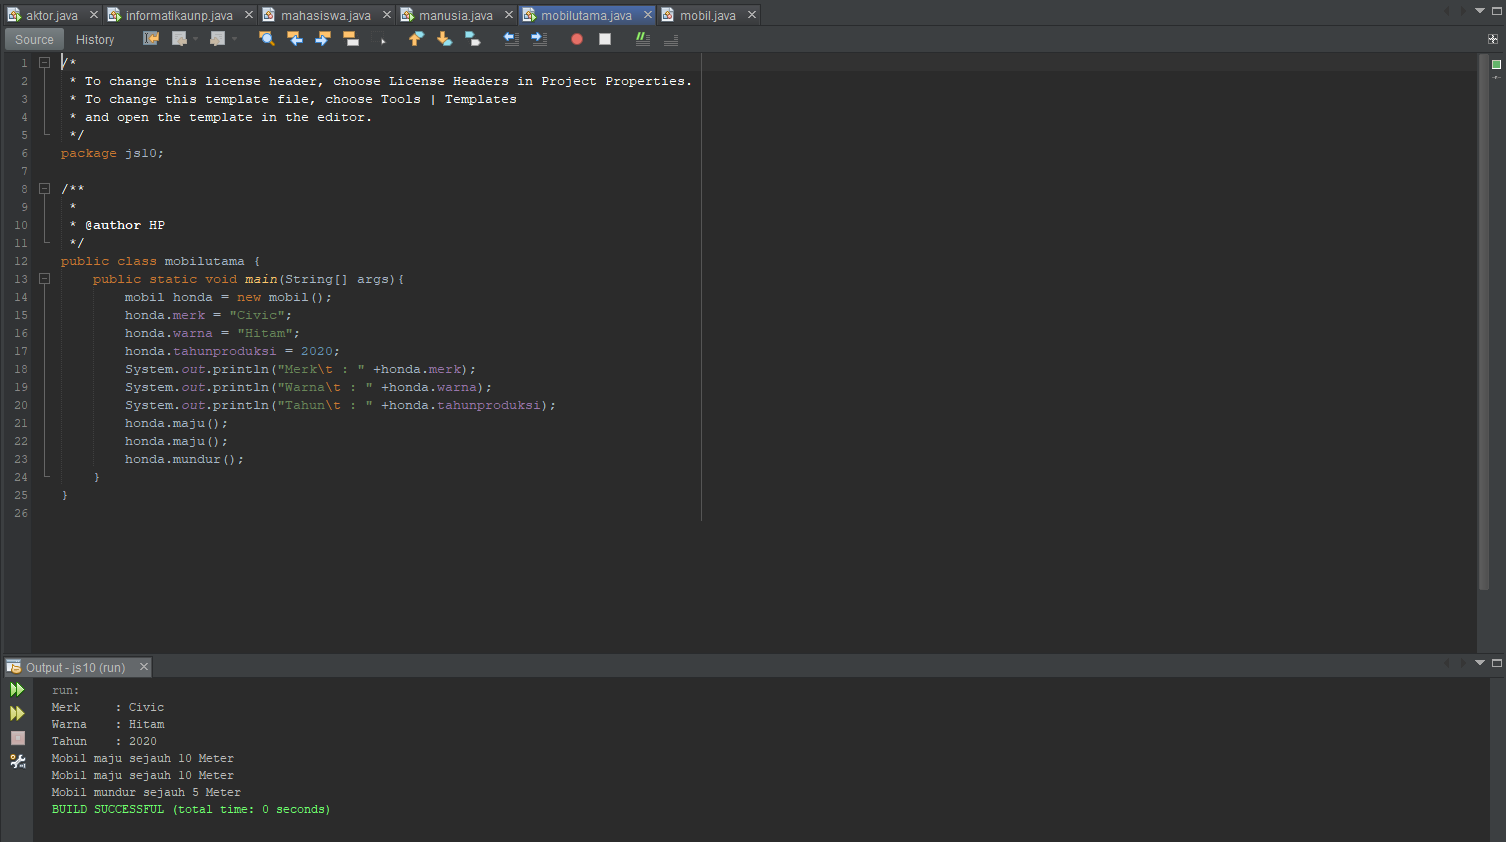 aktor.java informatikaunp.java mahasiswa.java manusia.java mobilutama.java mobil.java
Source History
1 /*
2  * To change this license header, choose License Headers in Project Properties.
3  * To change this template file, choose Tools | Templates
4  * and open the template in the editor.
5  */
6 package js10;
7
8 /**
9  *
10  * @author HP
11  */
12 public class mobilutama {
13     public static void main(String[] args){
14         mobil honda = new mobil();
15         honda.merk = "Civic";
16         honda.warna = "Hitam";
17         honda.tahunproduksi = 2020;
18         System.out.println("Merk\t : " +honda.merk);
19         System.out.println("Warna\t : " +honda.warna);
20         System.out.println("Tahun\t : " +honda.tahunproduksi);
21         honda.maju();
22         honda.maju();
23         honda.mundur();
24     }
25 }
26
Output - js10 (run)
run:
Merk     : Civic
Warna    : Hitam
Tahun    : 2020
Mobil maju sejauh 10 Meter
Mobil maju sejauh 10 Meter
Mobil mundur sejauh 5 Meter
BUILD SUCCESSFUL (total time: 0 seconds)